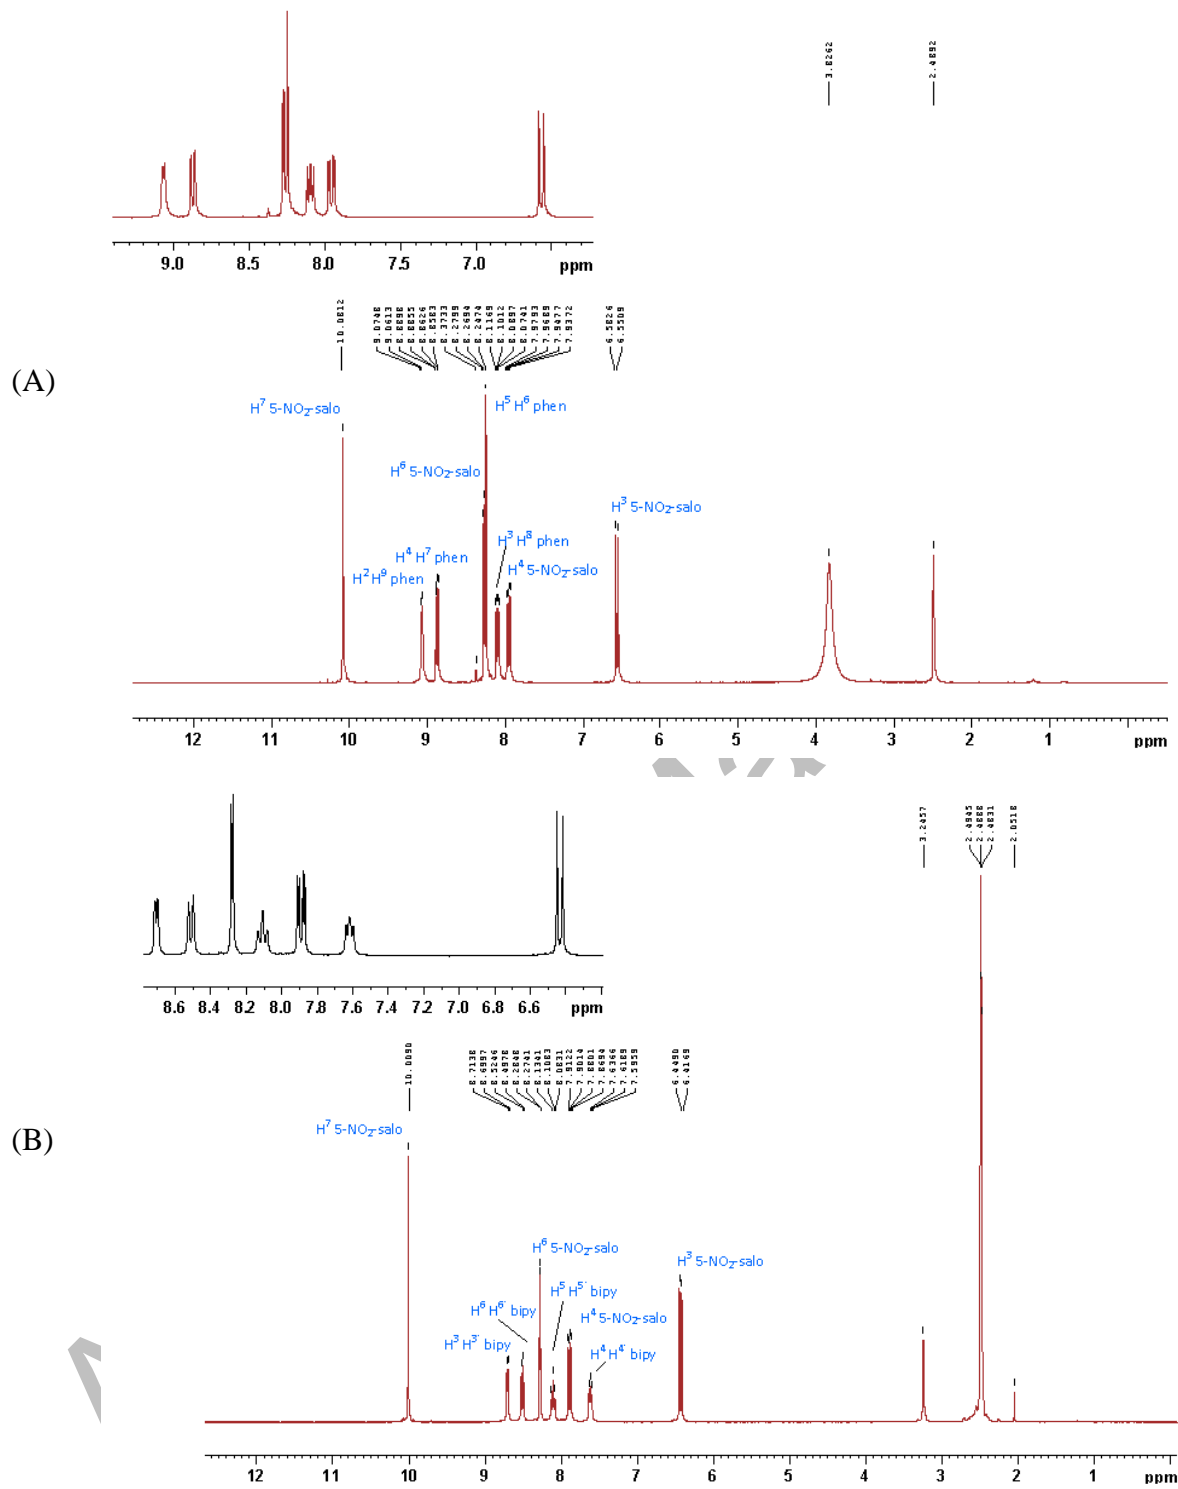 3.8262
2.4892
9.0 8.5 8.0 7.5 7.0 ppm
10.0812
9.0748
9.0613
8.8898
8.8855
8.8626
8.8583
8.3733
8.2799
8.2694
8.2474
8.1169
8.1012
8.0897
8.0741
7.9793
7.9689
7.9477
7.9372
6.5826
6.5509
(A)
H7 5-NO2-salo
H5 H6 phen
H6 5-NO2-salo
H3 5-NO2-salo
H3 H8 phen
H4 H7 phen
H4 5-NO2-salo
H2 H9 phen
12 11 10 9 8 7 6 5 4 3 2 1 ppm
3.2457
2.4945
2.4888
2.4831
2.0518
8.6 8.4 8.2 8.0 7.8 7.6 7.4 7.2 7.0 6.8 6.6 ppm
10.0090
8.7138
8.6997
8.5246
8.4978
8.2848
8.2741
8.1341
8.1083
8.0831
7.9122
7.9014
7.8801
7.8694
7.6366
7.6189
7.5959
6.4490
6.4169
(B)
H7 5-NO2-salo
H6 5-NO2-salo
H3 5-NO2-salo
H5 H5' bipy
H6 H6' bipy
H4 5-NO2-salo
H3 H3' bipy
H4 H4' bipy
12 11 10 9 8 7 6 5 4 3 2 1 ppm